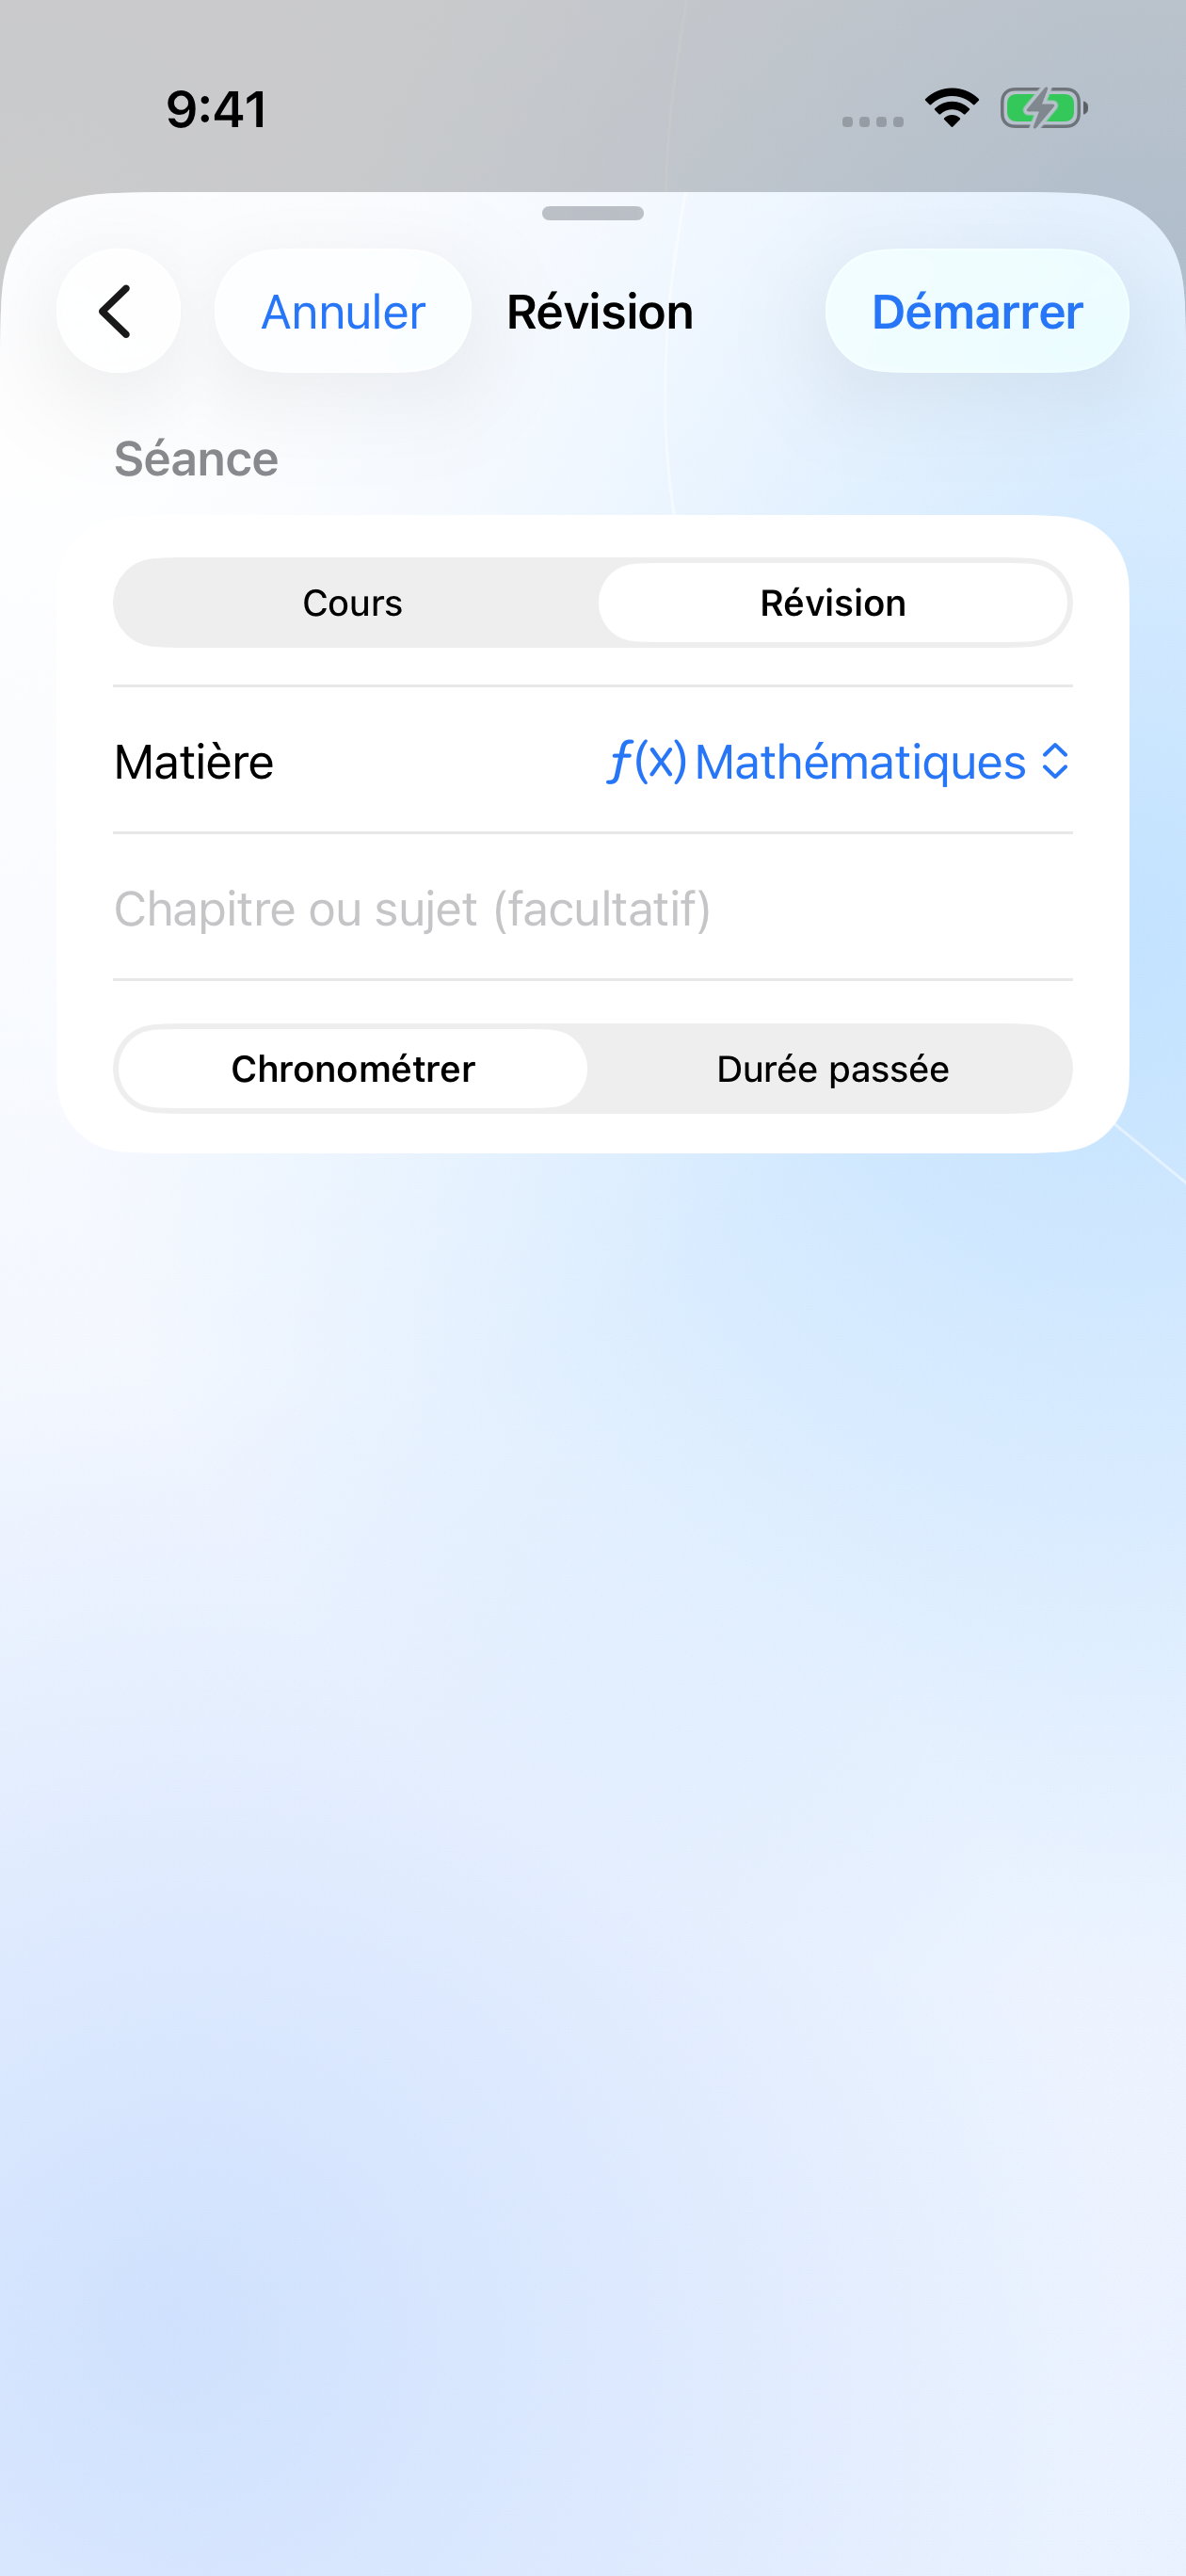 9:41
Annuler
Révision
Démarrer
Séance
Cours
Révision
Matière
ƒ(x) Mathématiques
Chapitre ou sujet (facultatif)
Chronométrer
Durée passée